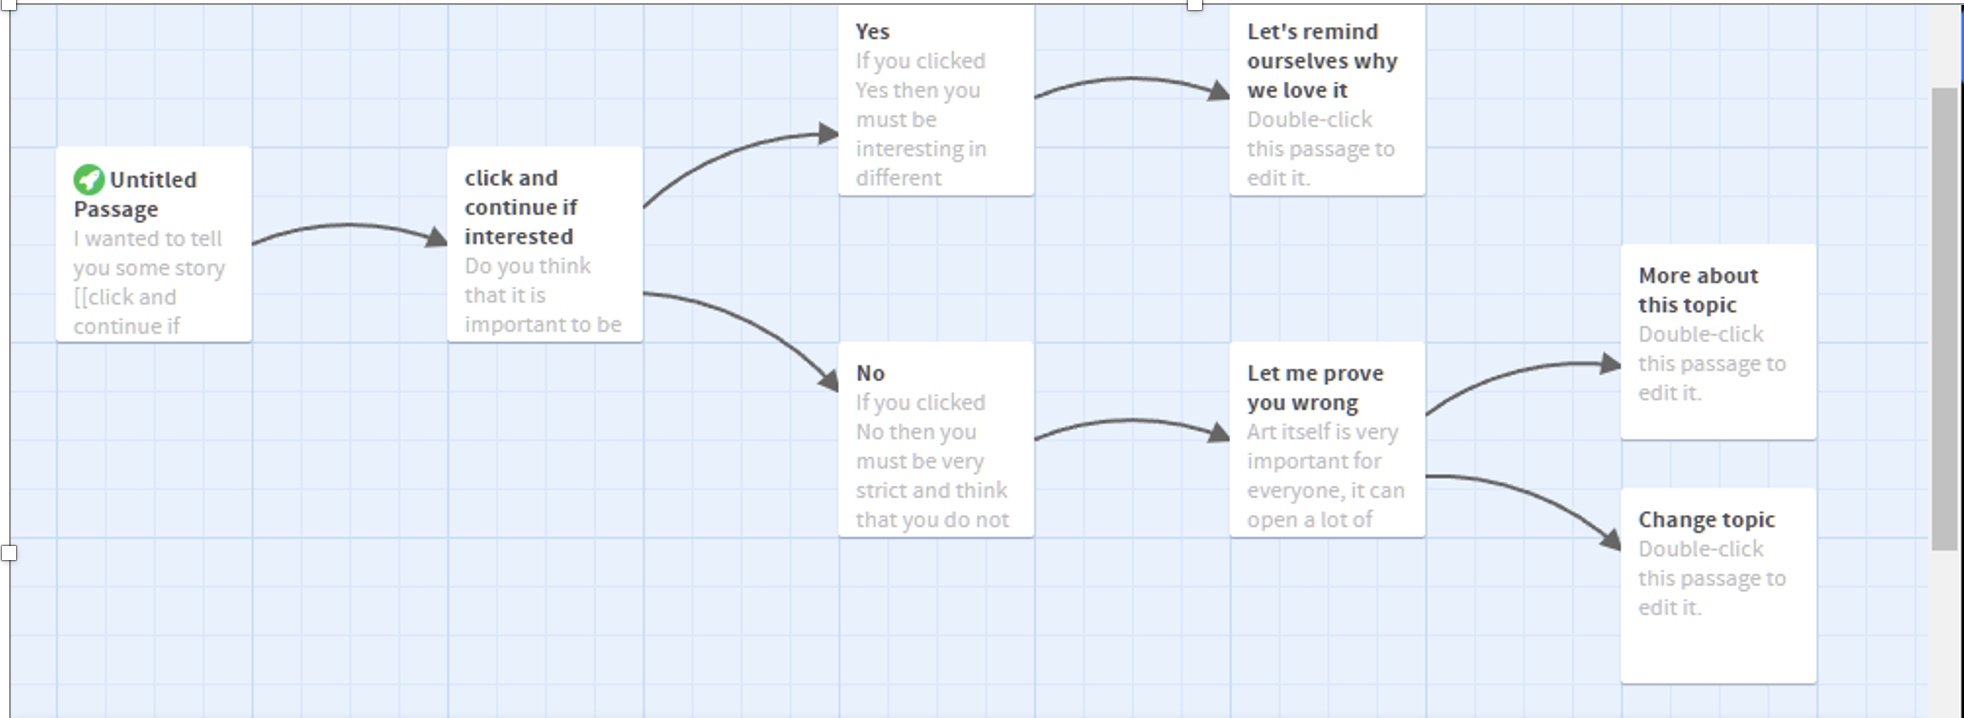 Untitled
Passage
I wanted to tell
you some story
[[click and
continue if
click and
continue if
interested
Do you think
that it is
important to be
Yes
If you clicked
Yes then you
must be
interesting in
different
Let's remind
ourselves why
we love it
Double-click
this passage to
edit it.
No
If you clicked
No then you
must be very
strict and think
that you do not
Let me prove
you wrong
Art itself is very
important for
everyone, it can
open a lot of
More about
this topic
Double-click
this passage to
edit it.
Change topic
Double-click
this passage to
edit it.